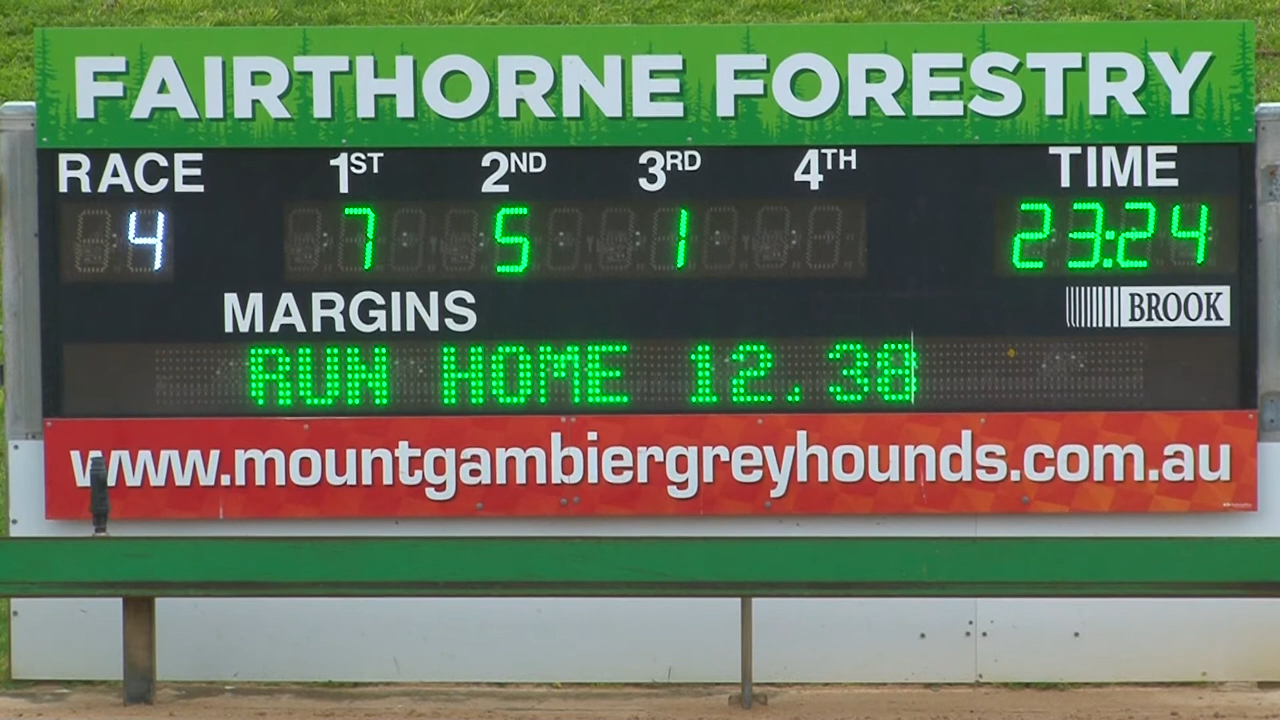 FAIRTHORNE FORESTRY
RACE 1ST 2ND 3RD 4TH TIME
4 7 5 1 23:24
MARGINS BROOK
RUN HOME 12.38
www.mountgambiergreyhounds.com.au